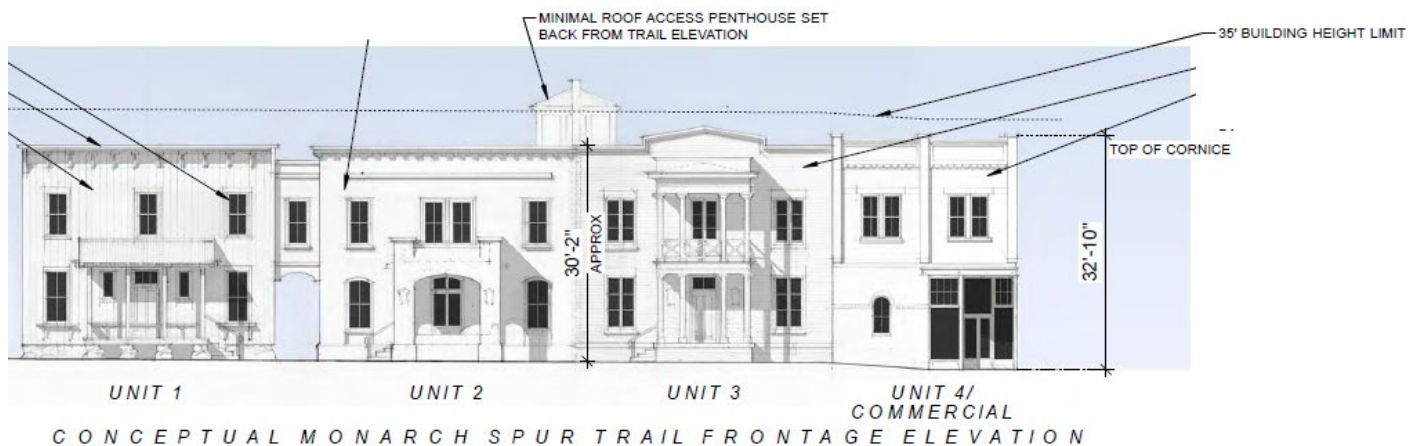 MINIMAL ROOF ACCESS PENTHOUSE SET
BACK FROM TRAIL ELEVATION
35' BUILDING HEIGHT LIMIT
TOP OF CORNICE
30'-2"
APPROX
32'-10"
UNIT 1
UNIT 2
UNIT 3
UNIT 4/
COMMERCIAL
CONCEPTUAL MONARCH SPUR TRAIL FRONTAGE ELEVATION